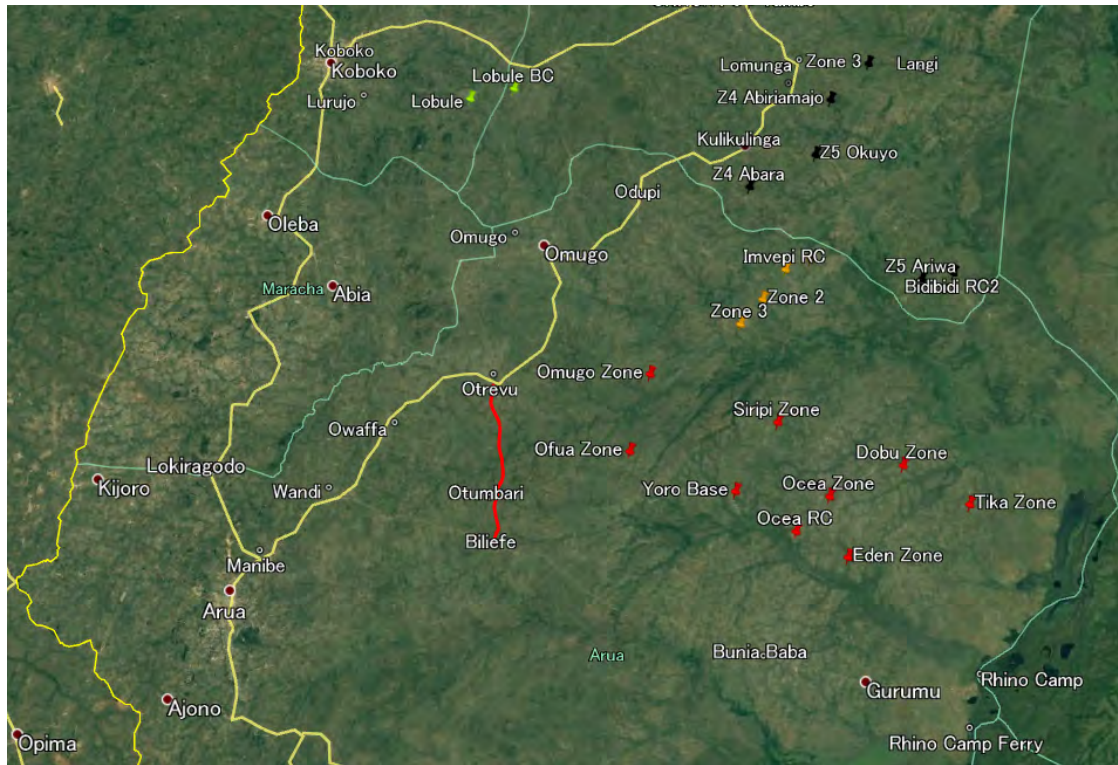 Koboko
Koboko
Lobule BC
Lobule
Lurujo
Lomunga
Zone 3
Langi
Z4 Abiriamajo
Kulikulinga
Z5 Okuyo
Z4 Abara
Odupi
Oleba
Omugo
Omugo
Imvepi RC
Z5 Ariwa
Bidibidi RC2
Maracha
Abia
Zone 2
Zone 3
Omugo Zone
Otrevu
Siripi Zone
Owaffa
Ofua Zone
Dobu Zone
Lokiragodo
Kijoro
Wandi
Otumbari
Yoro Base
Ocea Zone
Tika Zone
Ocea RC
Biliefe
Eden Zone
Manibe
Arua
Arua
Bunia Baba
Gurumu
Rhino Camp
Ajono
Opima
Rhino Camp Ferry